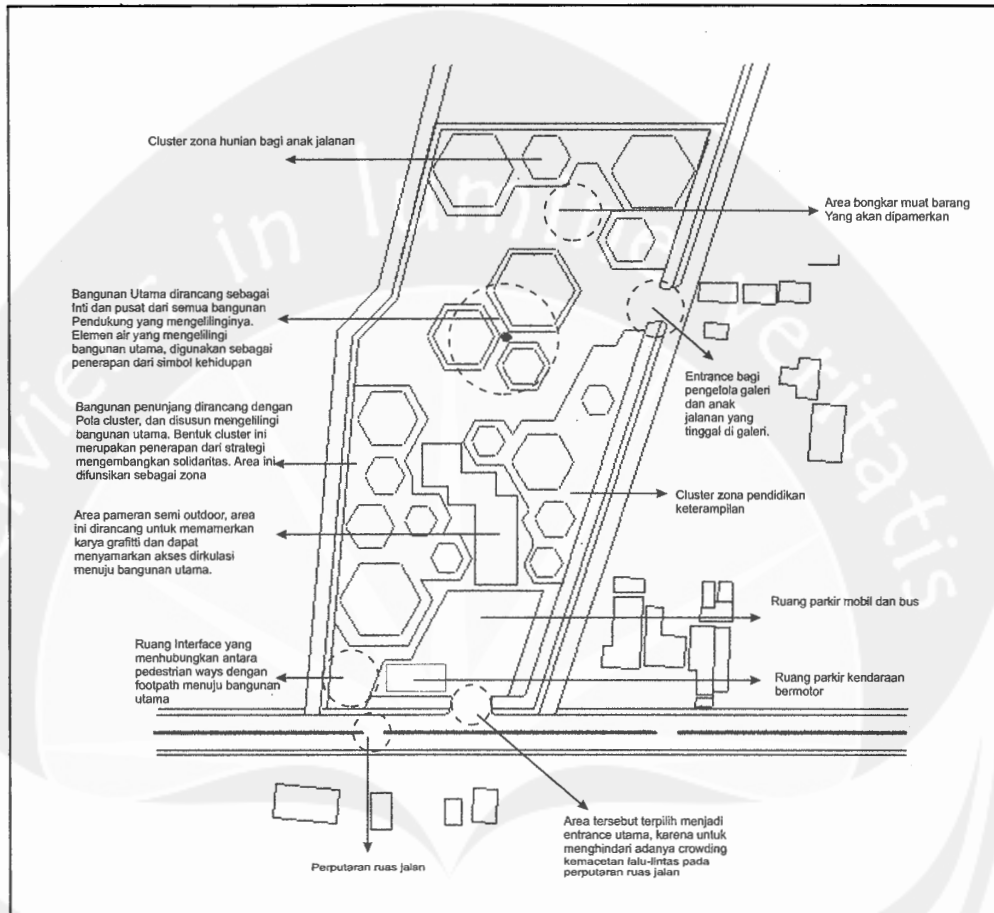 Cluster zona hunian bagi anak jalanan
Area bongkar muat barang
Yang akan dipamerkan
Bangunan Utama dirancang sebagai
Inti dan pusat dari semua bangunan
Pendukung yang mengelilinginya.
Elemen air yang mengelilingi
bangunan utama, digunakan sebagai
penerapan dari simbol kehidupan
Entrance bagi
pengelola galeri
dan anak
jalanan yang
tinggal di galeri.
Bangunan penunjang dirancang dengan
Pola cluster, dan disusun mengelilingi
bangunan utama. Bentuk cluster ini
merupakan penerapan dari strategi
mengembangkan solidaritas. Area ini
difunsikan sebagai zona
Cluster zona pendidikan
keterampilan
Area pameran semi outdoor, area
ini dirancang untuk memamerkan
karya grafitti dan dapat
menyamarkan akses dirkulasi
menuju bangunan utama.
Ruang parkir mobil dan bus
Ruang Interface yang
menhubungkan antara
pedestrian ways dengan
footpath menuju bangunan
utama
Ruang parkir kendaraan
bermotor
Area tersebut terpilih menjadi
entrance utama, karena untuk
menghindari adanya crowding
kemacetan lalu-lintas pada
perputaran ruas jalan
Perputaran ruas jalan
in lumine veritatis